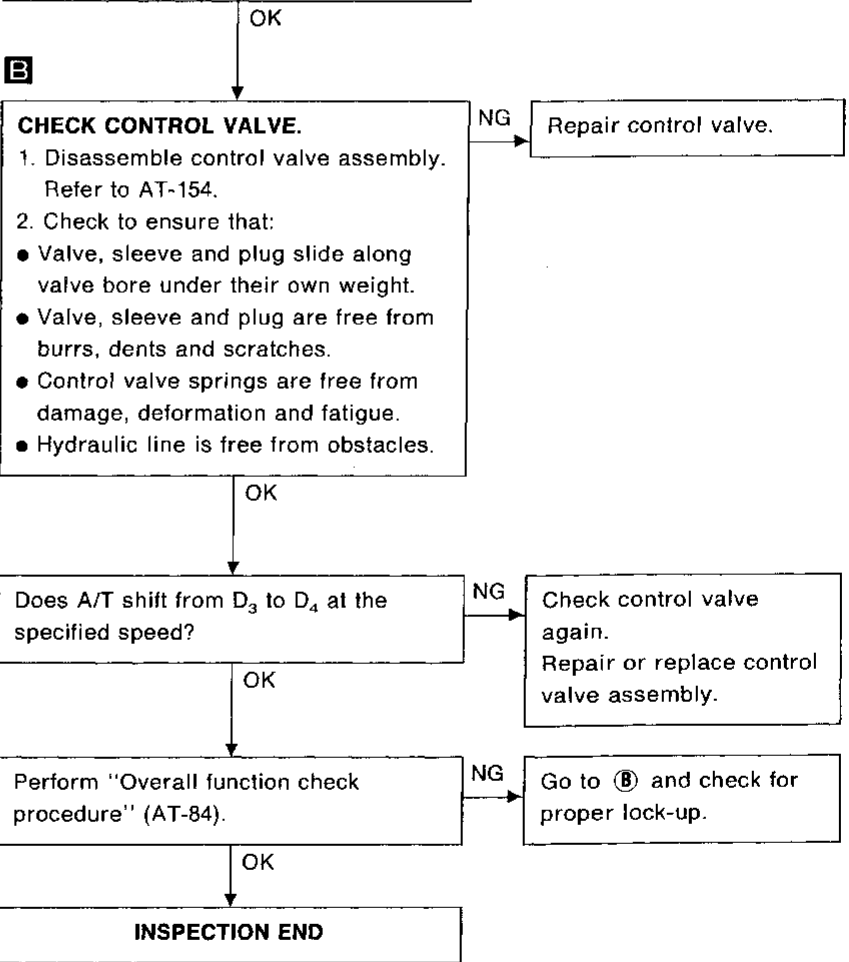 OK
B
CHECK CONTROL VALVE.
1. Disassemble control valve assembly.
Refer to AT-154.
2. Check to ensure that:
● Valve, sleeve and plug slide along
valve bore under their own weight.
● Valve, sleeve and plug are free from
burrs, dents and scratches.
● Control valve springs are free from
damage, deformation and fatigue.
● Hydraulic line is free from obstacles.
NG
Repair control valve.
OK
Does A/T shift from D₃ to D₄ at the
specified speed?
NG
Check control valve
again.
Repair or replace control
valve assembly.
OK
Perform "Overall function check
procedure" (AT-84).
NG
Go to Ⓑ and check for
proper lock-up.
OK
INSPECTION END